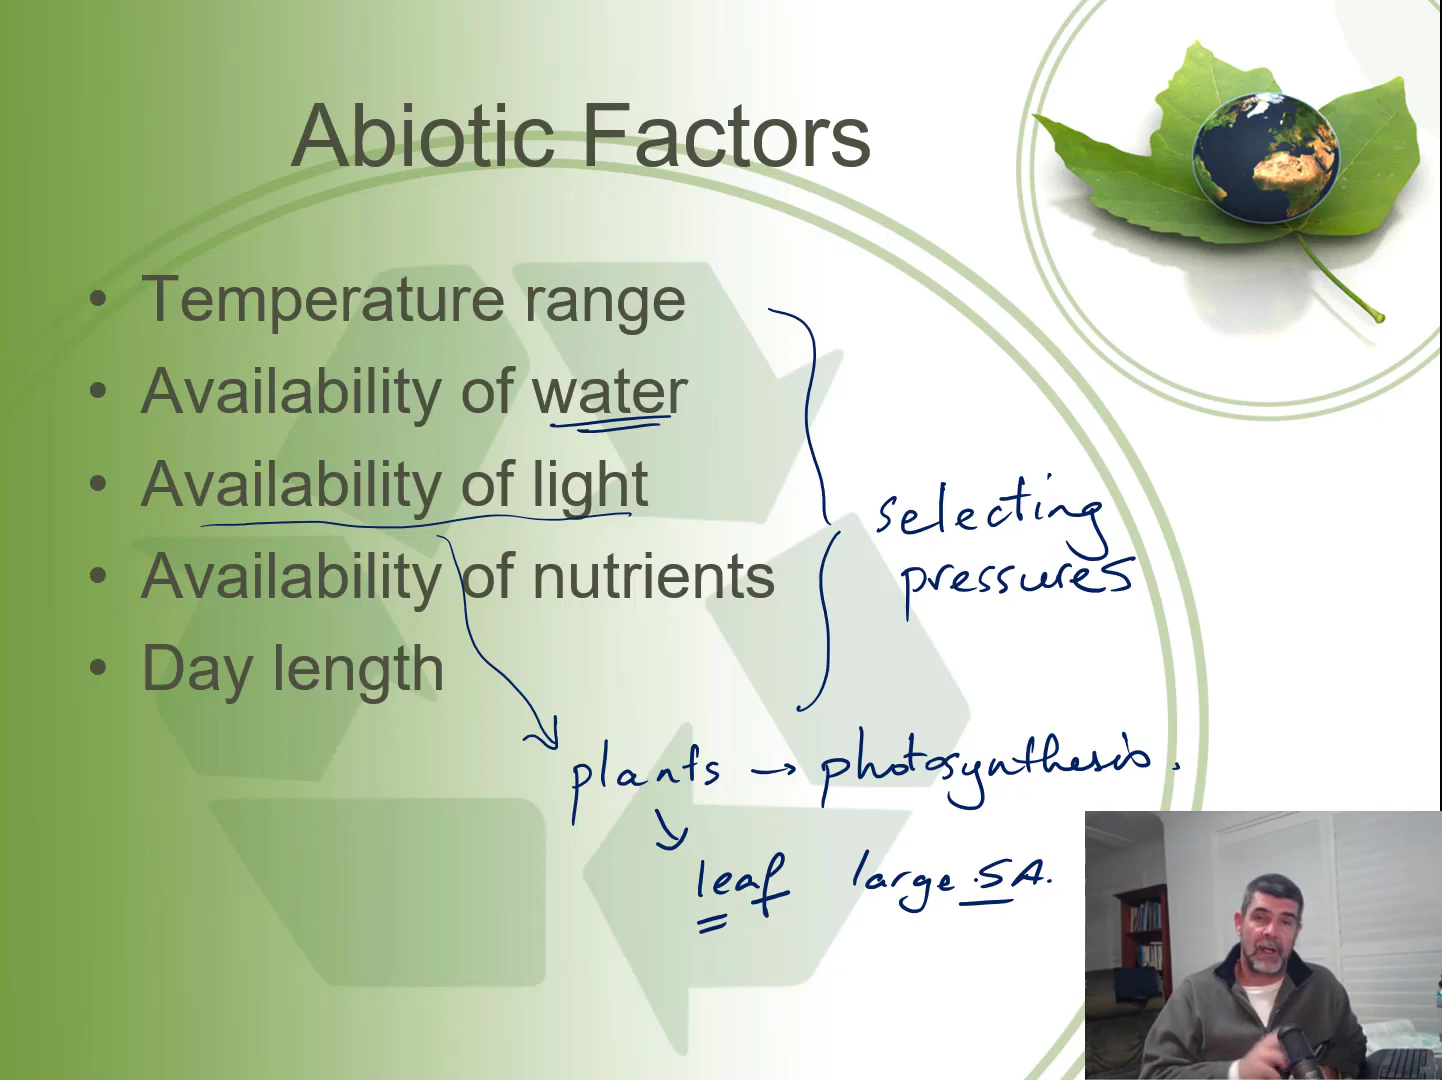 Abiotic Factors
• Temperature range
• Availability of water
• Availability of light
• Availability of nutrients
• Day length
selecting
pressures
plants → photosynthesis.
leaf large SA.